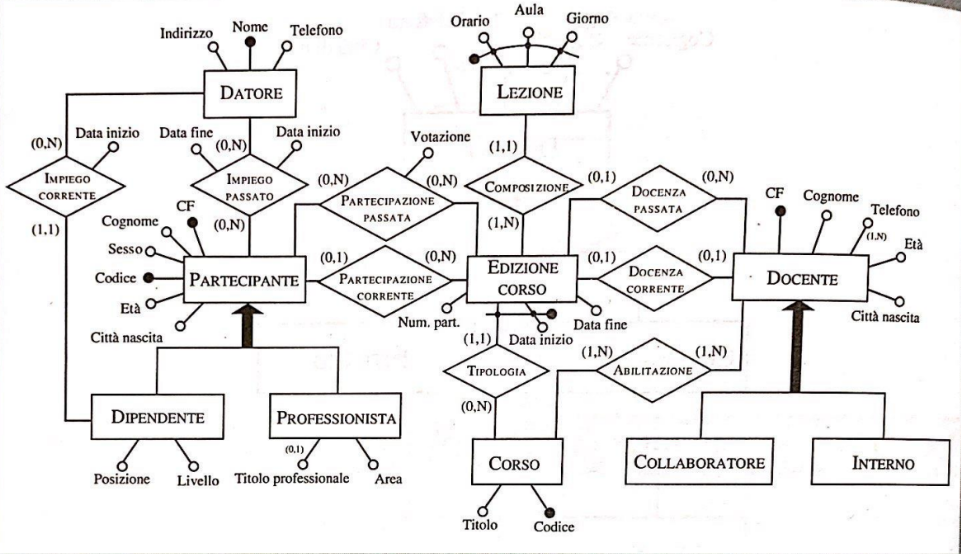 Indirizzo
Nome
Telefono
DATORE
Orario
Aula
Giorno
LEZIONE
(0,N)
Data inizio
IMPIEGO
CORRENTE
(1,1)
Data fine
(0,N)
Data inizio
IMPIEGO
PASSATO
(0,N)
Votazione
(0,N)
(0,N)
PARTECIPAZIONE
PASSATA
(1,1)
COMPOSIZIONE
(1,N)
(0,1)
(0,N)
DOCENZA
PASSATA
CF
Cognome
Sesso
Codice
Età
Città nascita
PARTECIPANTE
(0,1)
(0,N)
PARTECIPAZIONE
CORRENTE
EDIZIONE
CORSO
(0,1)
(0,1)
DOCENZA
CORRENTE
CF
Cognome
Telefono
(1,N)
Età
DOCENTE
Città nascita
Num. part.
Data inizio
Data fine
(1,1)
TIPOLOGIA
(0,N)
(1,N)
(1,N)
ABILITAZIONE
DIPENDENTE
Posizione
Livello
PROFESSIONISTA
(0,1)
Titolo professionale
Area
CORSO
Titolo
Codice
COLLABORATORE
INTERNO